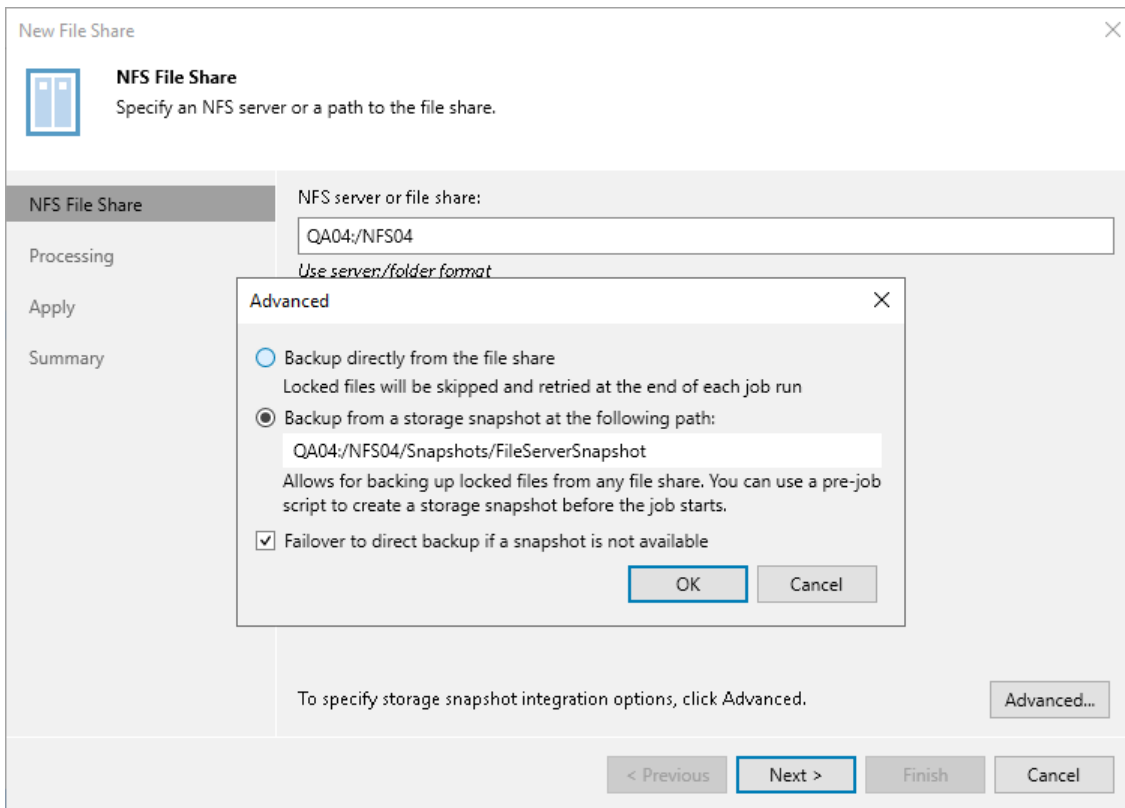 New File Share
NFS File Share
Specify an NFS server or a path to the file share.
NFS File Share
Processing
Apply
Summary
NFS server or file share:
QA04:/NFS04
Use server:/folder format
Advanced
Backup directly from the file share
Locked files will be skipped and retried at the end of each job run
Backup from a storage snapshot at the following path:
QA04:/NFS04/Snapshots/FileServerSnapshot
Allows for backing up locked files from any file share. You can use a pre-job
script to create a storage snapshot before the job starts.
Failover to direct backup if a snapshot is not available
OK
Cancel
To specify storage snapshot integration options, click Advanced.
Advanced...
< Previous
Next >
Finish
Cancel